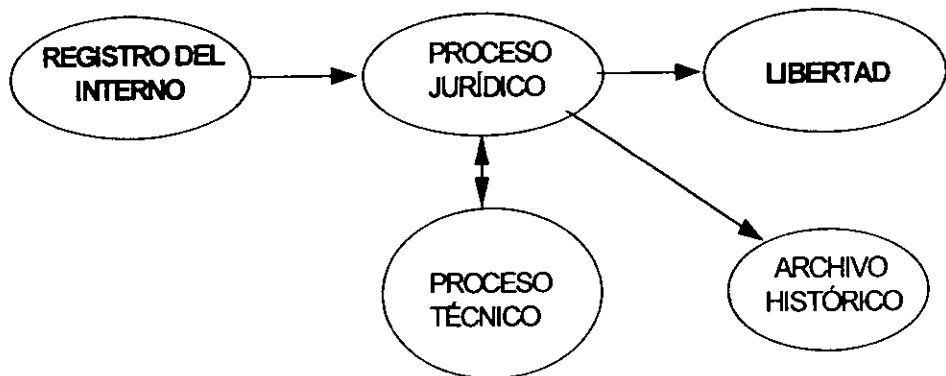 REGISTRO DEL
INTERNO
PROCESO
JURÍDICO
LIBERTAD
PROCESO
TÉCNICO
ARCHIVO
HISTÓRICO